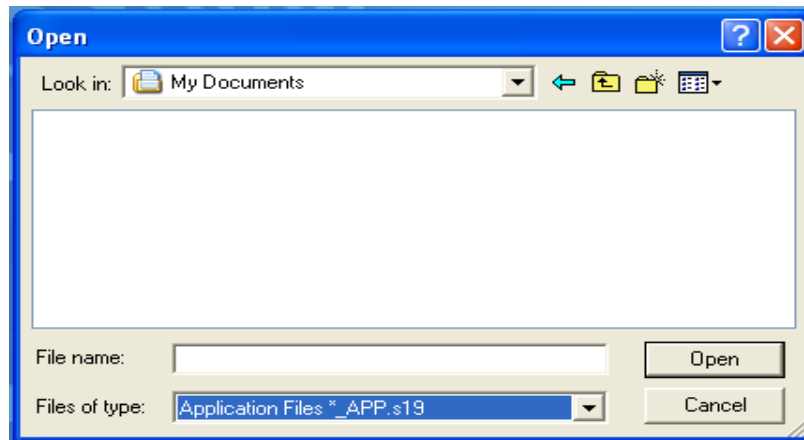 Open
Look in: My Documents
File name:
Open
Files of type: Application Files *_APP.s19
Cancel